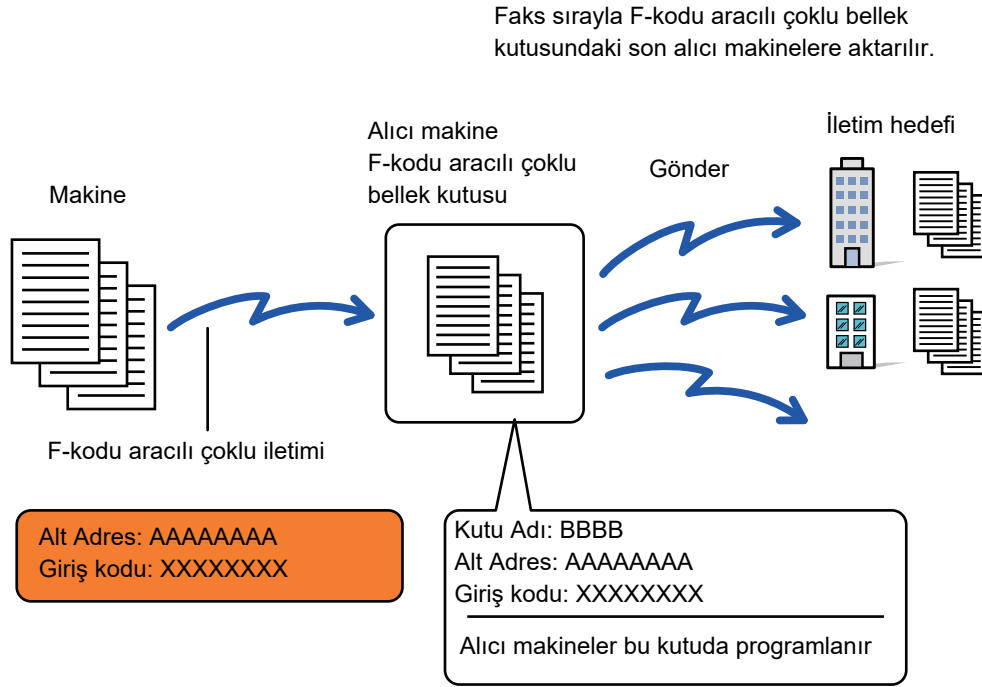 Faks sırayla F-kodu aracılı çoklu bellek
kutusundaki son alıcı makinelere aktarılır.
Makine
Alıcı makine
F-kodu aracılı çoklu
bellek kutusu
Gönder
İletim hedefi
F-kodu aracılı çoklu iletimi
Alt Adres: AAAAAAAA
Giriş kodu: XXXXXXXX
Kutu Adı: BBBB
Alt Adres: AAAAAAAA
Giriş kodu: XXXXXXXX
Alıcı makineler bu kutuda programlanır